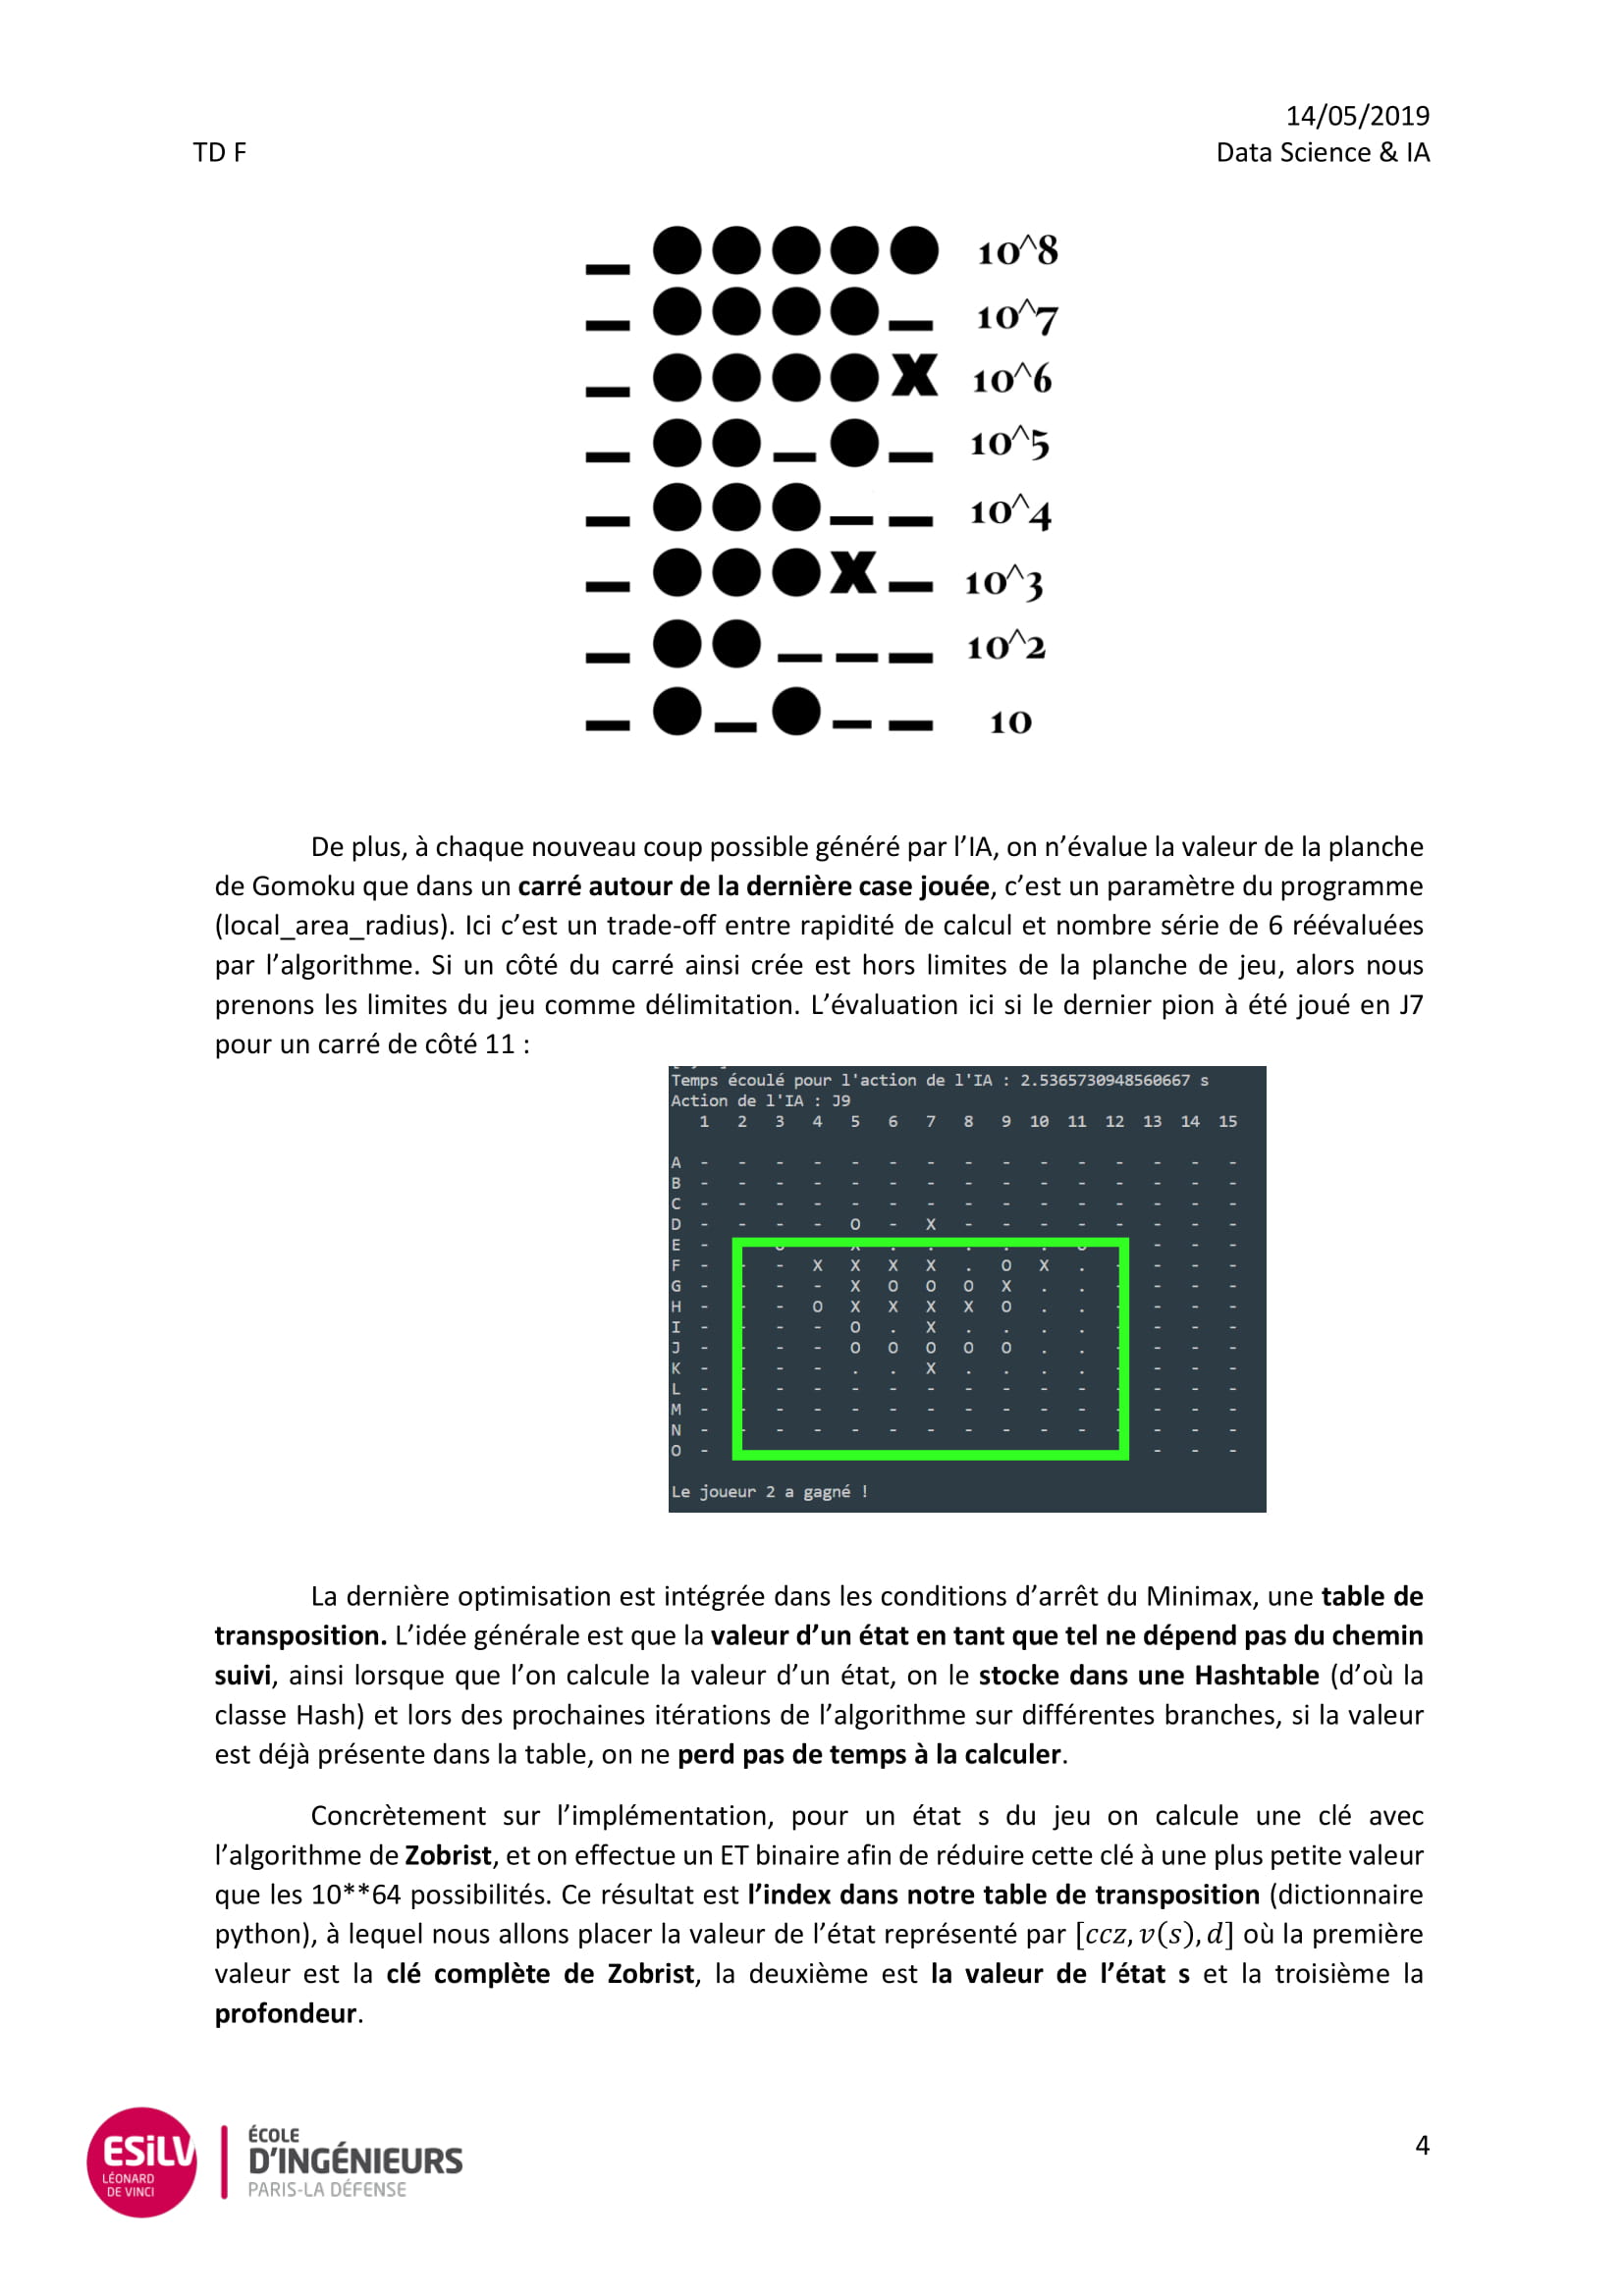 14/05/2019
TD F Data Science & IA
_ ● ● ● ● ● 10^8
_ ● ● ● ● _ 10^7
_ ● ● ● ● X 10^6
_ ● ● _ ● _ 10^5
_ ● ● ● _ _ 10^4
_ ● ● ● X _ 10^3
_ ● ● _ _ _ 10^2
_ ● _ ● _ _ 10
De plus, à chaque nouveau coup possible généré par l’IA, on n’évalue la valeur de la planche
de Gomoku que dans un carré autour de la dernière case jouée, c’est un paramètre du programme
(local_area_radius). Ici c’est un trade-off entre rapidité de calcul et nombre série de 6 réévaluées
par l’algorithme. Si un côté du carré ainsi crée est hors limites de la planche de jeu, alors nous
prenons les limites du jeu comme délimitation. L’évaluation ici si le dernier pion à été joué en J7
pour un carré de côté 11 :
Temps écoulé pour l'action de l'IA : 2.5365730948560667 s
Action de l'IA : J9
1 2 3 4 5 6 7 8 9 10 11 12 13 14 15
A - - - - - - - - - - - - - - -
B - - - - - - - - - - - - - - -
C - - - - - - - - - - - - - - -
D - - - - O - X - - - - - - - -
E - - - -
F - - - X X X X . O X . - - - -
G - - - - X O O O X . . - - - -
H - - - O X X X X O . . - - - -
I - - - - O . X . . . . - - - -
J - - - - O O O O O . . - - - -
K - - - - . . X . . . . - - - -
L - - - - - - - - - - - - - - -
M - - - - - - - - - - - - - - -
N - - - - - - - - - - - - - - -
O - - - -
Le joueur 2 a gagné !
La dernière optimisation est intégrée dans les conditions d’arrêt du Minimax, une table de
transposition. L’idée générale est que la valeur d’un état en tant que tel ne dépend pas du chemin
suivi, ainsi lorsque que l’on calcule la valeur d’un état, on le stocke dans une Hashtable (d’où la
classe Hash) et lors des prochaines itérations de l’algorithme sur différentes branches, si la valeur
est déjà présente dans la table, on ne perd pas de temps à la calculer.
Concrètement sur l’implémentation, pour un état s du jeu on calcule une clé avec
l’algorithme de Zobrist, et on effectue un ET binaire afin de réduire cette clé à une plus petite valeur
que les 10**64 possibilités. Ce résultat est l’index dans notre table de transposition (dictionnaire
python), à lequel nous allons placer la valeur de l’état représenté par [ccz, v(s), d] où la première
valeur est la clé complète de Zobrist, la deuxième est la valeur de l’état s et la troisième la
profondeur.
ESiLV
LÉONARD
DE VINCI
ÉCOLE
D'INGÉNIEURS
PARIS-LA DÉFENSE
4